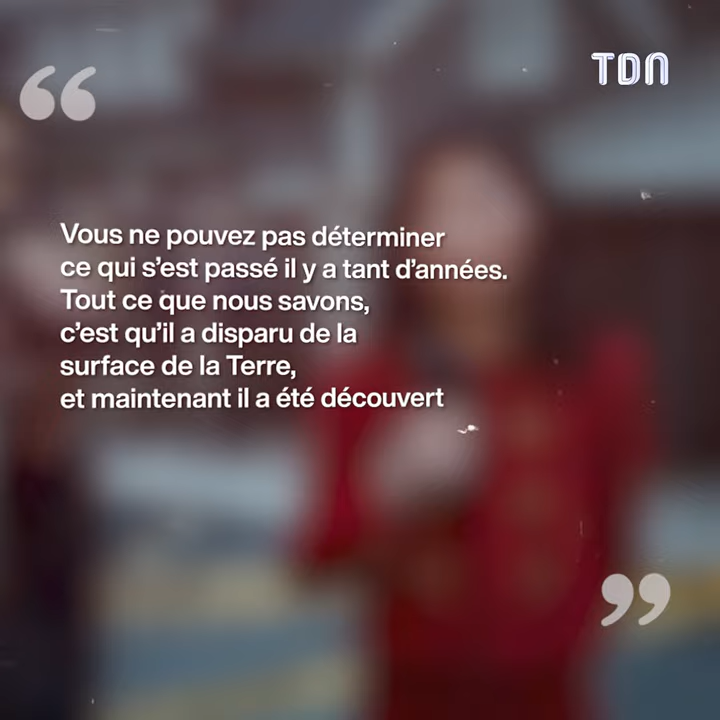 TDN
“
Vous ne pouvez pas déterminer
ce qui s’est passé il y a tant d’années.
Tout ce que nous savons,
c’est qu’il a disparu de la
surface de la Terre,
et maintenant il a été découvert
”